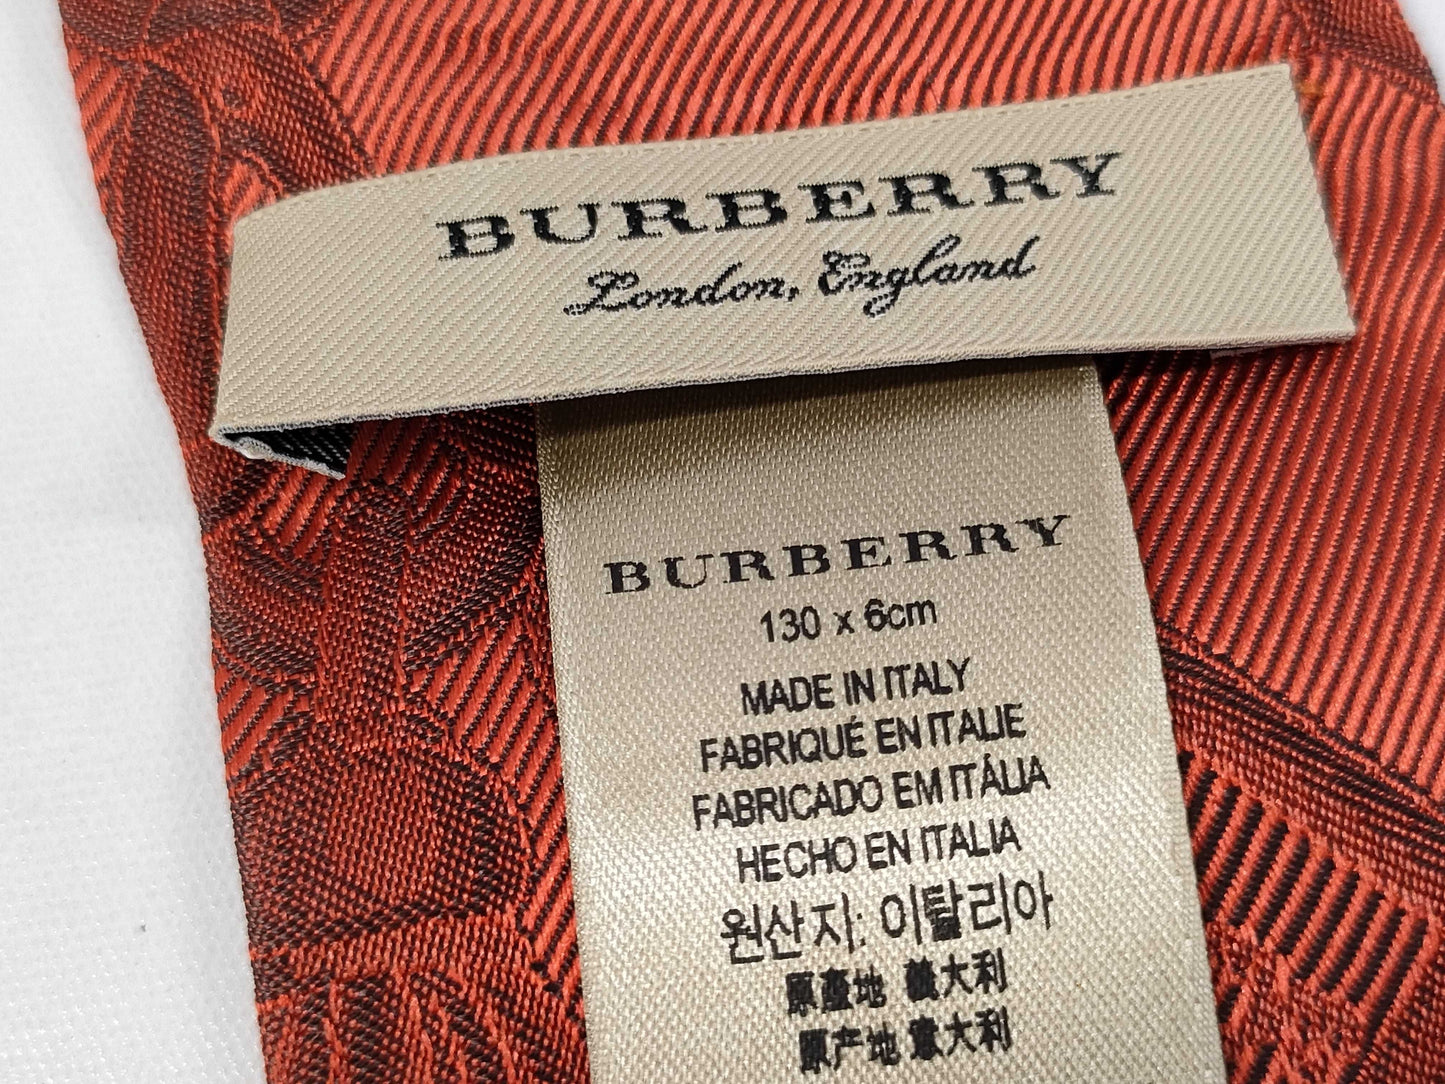 BURBERRY
London, England
BURBERRY
130 x 6cm
MADE IN ITALY
FABRIQUÉ EN ITALIE
FABRICADO EM ITÁLIA
HECHO EN ITALIA
원산지: 이탈리아
原產地 義大利
原产地 意大利